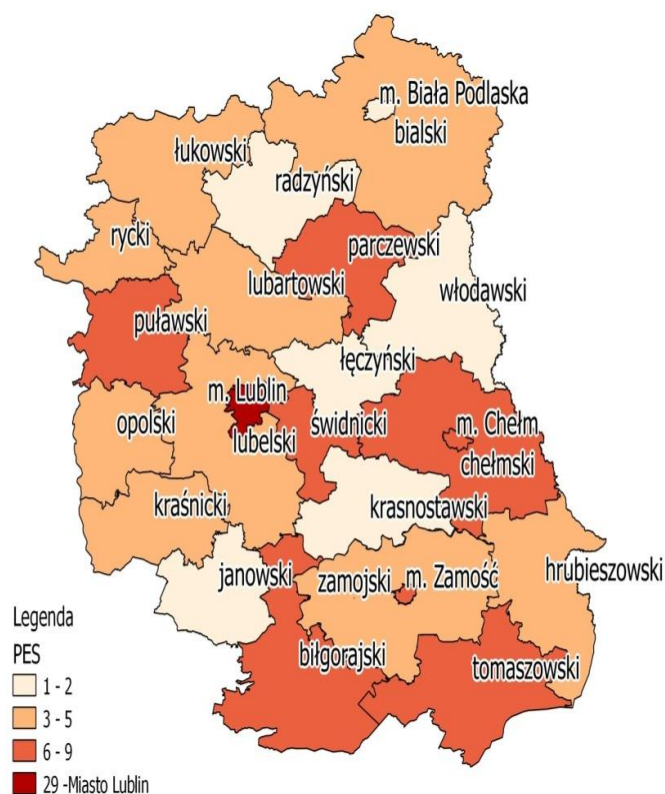 m. Biała Podlaska
bialski
łukowski
radzyński
rycki
parczewski
lubartowski
włodawski
puławski
łęczyński
m. Lublin
opolski
świdnicki
m. Chełm
lubelski
chełmski
kraśnicki
krasnostawski
janowski
zamojski
m. Zamość
hrubieszowski
biłgorajski
tomaszowski
Legenda
PES
1 - 2
3 - 5
6 - 9
29 -Miasto Lublin